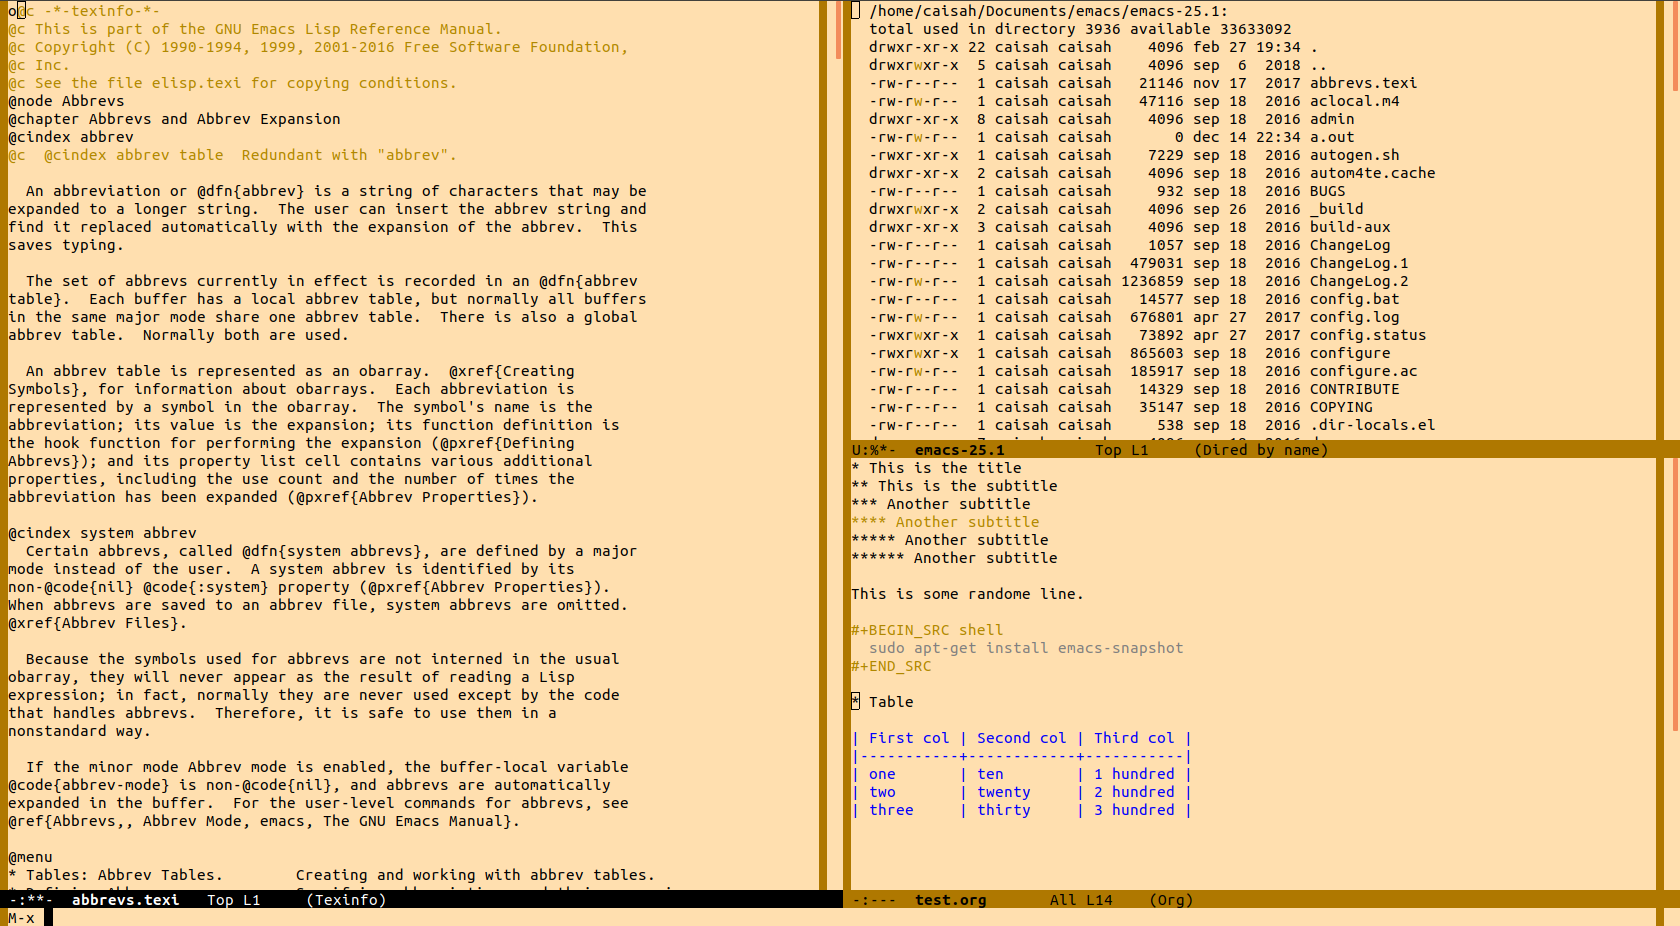 o@c -*-texinfo-*-
@c This is part of the GNU Emacs Lisp Reference Manual.
@c Copyright (C) 1990-1994, 1999, 2001-2016 Free Software Foundation,
@c Inc.
@c See the file elisp.texi for copying conditions.
@node Abbrevs
@chapter Abbrevs and Abbrev Expansion
@cindex abbrev
@c  @cindex abbrev table  Redundant with "abbrev".
  An abbreviation or @dfn{abbrev} is a string of characters that may be
expanded to a longer string.  The user can insert the abbrev string and
find it replaced automatically with the expansion of the abbrev.  This
saves typing.
  The set of abbrevs currently in effect is recorded in an @dfn{abbrev
table}.  Each buffer has a local abbrev table, but normally all buffers
in the same major mode share one abbrev table.  There is also a global
abbrev table.  Normally both are used.
  An abbrev table is represented as an obarray.  @xref{Creating
Symbols}, for information about obarrays.  Each abbreviation is
represented by a symbol in the obarray.  The symbol's name is the
abbreviation; its value is the expansion; its function definition is
the hook function for performing the expansion (@pxref{Defining
Abbrevs}); and its property list cell contains various additional
properties, including the use count and the number of times the
abbreviation has been expanded (@pxref{Abbrev Properties}).
@cindex system abbrev
  Certain abbrevs, called @dfn{system abbrevs}, are defined by a major
mode instead of the user.  A system abbrev is identified by its
non-@code{nil} @code{:system} property (@pxref{Abbrev Properties}).
When abbrevs are saved to an abbrev file, system abbrevs are omitted.
@xref{Abbrev Files}.
  Because the symbols used for abbrevs are not interned in the usual
obarray, they will never appear as the result of reading a Lisp
expression; in fact, normally they are never used except by the code
that handles abbrevs.  Therefore, it is safe to use them in a
nonstandard way.
  If the minor mode Abbrev mode is enabled, the buffer-local variable
@code{abbrev-mode} is non-@code{nil}, and abbrevs are automatically
expanded in the buffer.  For the user-level commands for abbrevs, see
@ref{Abbrevs,, Abbrev Mode, emacs, The GNU Emacs Manual}.
@menu
* Tables: Abbrev Tables.        Creating and working with abbrev tables.
-:**-  abbrevs.texi   Top L1     (Texinfo)
M-x
/home/caisah/Documents/emacs/emacs-25.1:
total used in directory 3936 available 33633092
drwxr-xr-x 22 caisah caisah    4096 feb 27 19:34 .
drwxrwxr-x  5 caisah caisah    4096 sep  6  2018 ..
-rw-r--r--  1 caisah caisah   21146 nov 17  2017 abbrevs.texi
-rw-rw-r--  1 caisah caisah   47116 sep 18  2016 aclocal.m4
drwxr-xr-x  8 caisah caisah    4096 sep 18  2016 admin
-rw-rw-r--  1 caisah caisah       0 dec 14 22:34 a.out
-rwxr-xr-x  1 caisah caisah    7229 sep 18  2016 autogen.sh
drwxr-xr-x  2 caisah caisah    4096 sep 18  2016 autom4te.cache
-rw-r--r--  1 caisah caisah     932 sep 18  2016 BUGS
drwxrwxr-x  2 caisah caisah    4096 sep 26  2016 _build
drwxr-xr-x  3 caisah caisah    4096 sep 18  2016 build-aux
-rw-r--r--  1 caisah caisah    1057 sep 18  2016 ChangeLog
-rw-r--r--  1 caisah caisah  479031 sep 18  2016 ChangeLog.1
-rw-rw-r--  1 caisah caisah 1236859 sep 18  2016 ChangeLog.2
-rw-r--r--  1 caisah caisah   14577 sep 18  2016 config.bat
-rw-rw-r--  1 caisah caisah  676801 apr 27  2017 config.log
-rwxrwxr-x  1 caisah caisah   73892 apr 27  2017 config.status
-rwxrwxr-x  1 caisah caisah  865603 sep 18  2016 configure
-rw-rw-r--  1 caisah caisah  185917 sep 18  2016 configure.ac
-rw-r--r--  1 caisah caisah   14329 sep 18  2016 CONTRIBUTE
-rw-r--r--  1 caisah caisah   35147 sep 18  2016 COPYING
-rw-r--r--  1 caisah caisah     538 sep 18  2016 .dir-locals.el
U:%*-  emacs-25.1          Top L1     (Dired by name)
* This is the title
** This is the subtitle
*** Another subtitle
**** Another subtitle
***** Another subtitle
****** Another subtitle
This is some randome line.
#+BEGIN_SRC shell
  sudo apt-get install emacs-snapshot
#+END_SRC
* Table
| First col | Second col | Third col |
|-----------+------------+-----------|
| one       | ten        | 1 hundred |
| two       | twenty     | 2 hundred |
| three     | thirty     | 3 hundred |
-:---  test.org       All L14    (Org)